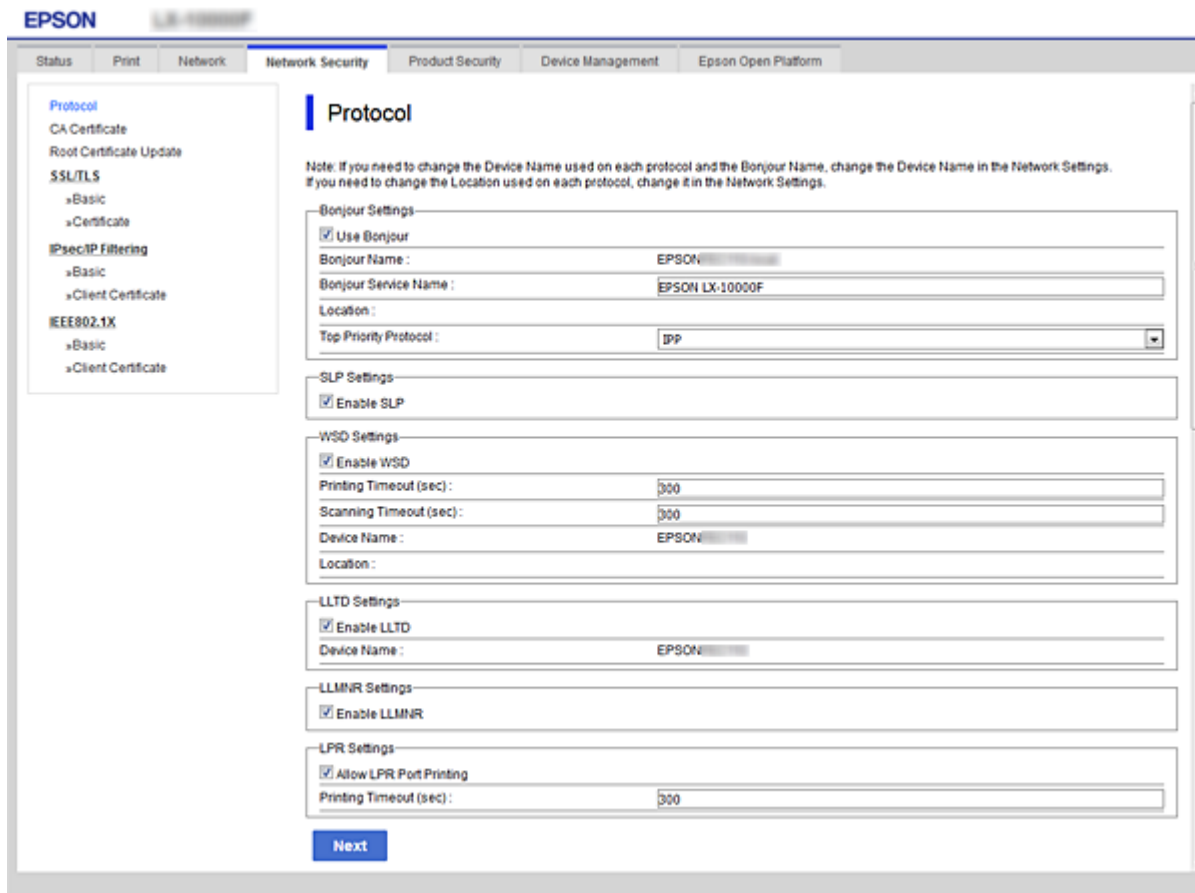 EPSON
Status Print Network Network Security Product Security Device Management Epson Open Platform
Protocol
CA Certificate
Root Certificate Update
SSL/TLS
»Basic
»Certificate
IPsec/IP Filtering
»Basic
»Client Certificate
IEEE802.1X
»Basic
»Client Certificate
Protocol
Note: If you need to change the Device Name used on each protocol and the Bonjour Name, change the Device Name in the Network Settings.
If you need to change the Location used on each protocol, change it in the Network Settings.
Bonjour Settings
Use Bonjour
Bonjour Name : EPSON
Bonjour Service Name : EPSON LX-10000F
Location :
Top Priority Protocol : IPP
SLP Settings
Enable SLP
WSD Settings
Enable WSD
Printing Timeout (sec) : 300
Scanning Timeout (sec) : 300
Device Name : EPSON
Location :
LLTD Settings
Enable LLTD
Device Name : EPSON
LLMNR Settings
Enable LLMNR
LPR Settings
Allow LPR Port Printing
Printing Timeout (sec) : 300
Next